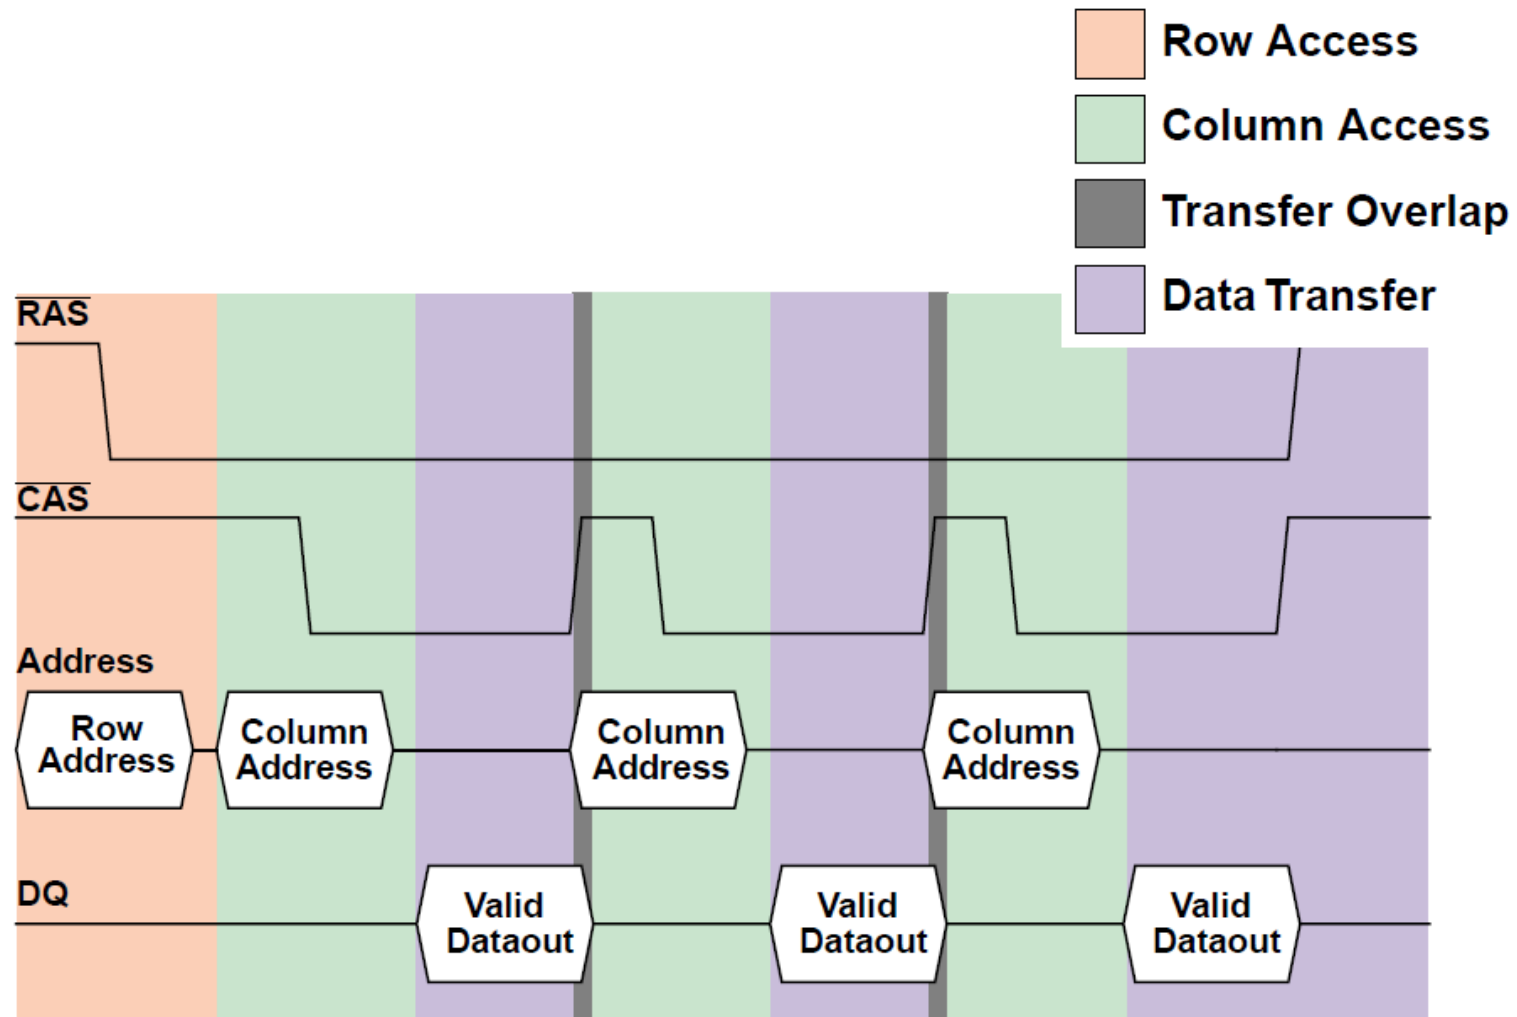 Row Access
Column Access
Transfer Overlap
Data Transfer
RAS
CAS
Address
Row
Address
Column
Address
Column
Address
Column
Address
DQ
Valid
Dataout
Valid
Dataout
Valid
Dataout